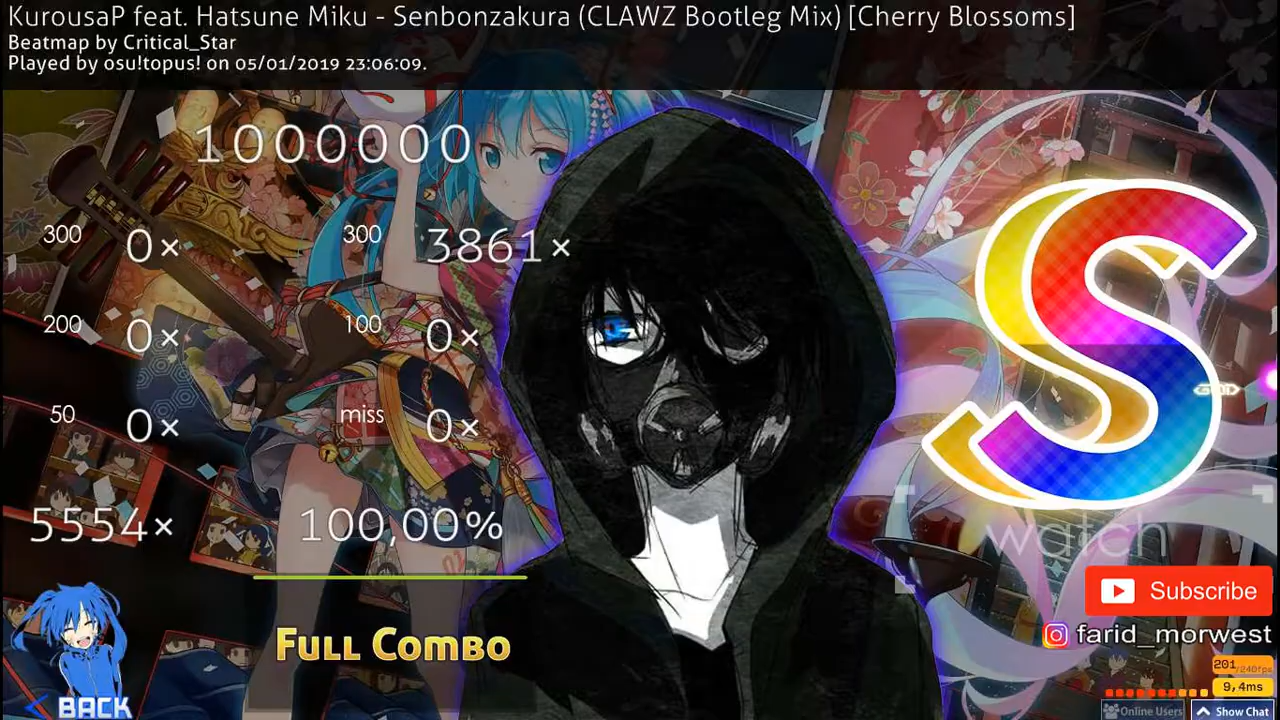 KurousaP feat. Hatsune Miku - Senbonzakura (CLAWZ Bootleg Mix) [Cherry Blossoms]
Beatmap by Critical_Star
Played by osu!topus! on 05/01/2019 23:06:09.
1000000
300 0× 300 3861×
200 0× 100 0×
50 0× miss 0×
5554× 100,00%
S
watch
Subscribe
Full Combo
farid_morwest
201/240fps
9,4ms
BACK
Online Users Show Chat